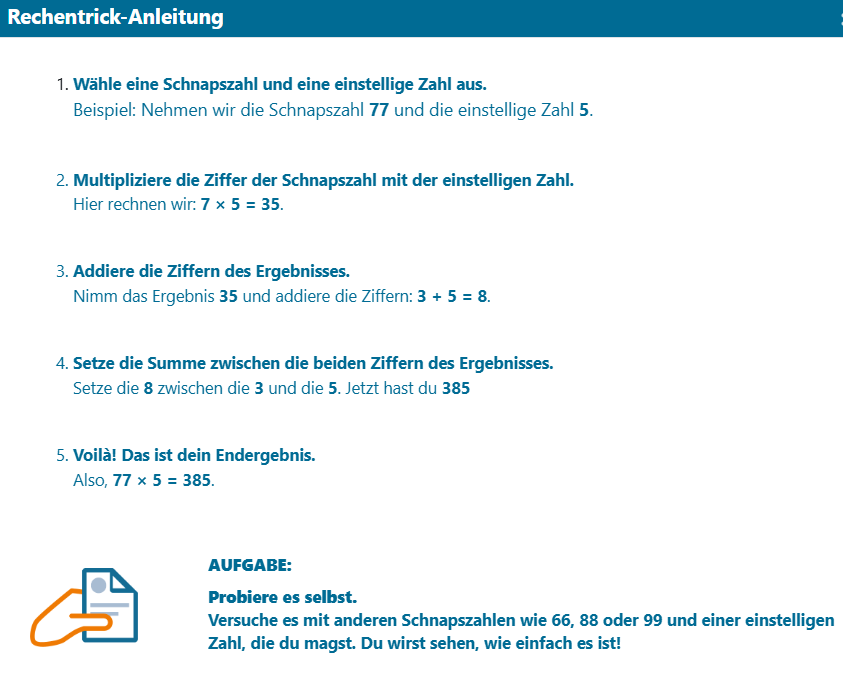 Rechentrick-Anleitung
1. Wähle eine Schnapszahl und eine einstellige Zahl aus.
Beispiel: Nehmen wir die Schnapszahl 77 und die einstellige Zahl 5.
2. Multipliziere die Ziffer der Schnapszahl mit der einstelligen Zahl.
Hier rechnen wir: 7 × 5 = 35.
3. Addiere die Ziffern des Ergebnisses.
Nimm das Ergebnis 35 und addiere die Ziffern: 3 + 5 = 8.
4. Setze die Summe zwischen die beiden Ziffern des Ergebnisses.
Setze die 8 zwischen die 3 und die 5. Jetzt hast du 385
5. Voilà! Das ist dein Endergebnis.
Also, 77 × 5 = 385.
AUFGABE:
Probiere es selbst.
Versuche es mit anderen Schnapszahlen wie 66, 88 oder 99 und einer einstelligen
Zahl, die du magst. Du wirst sehen, wie einfach es ist!